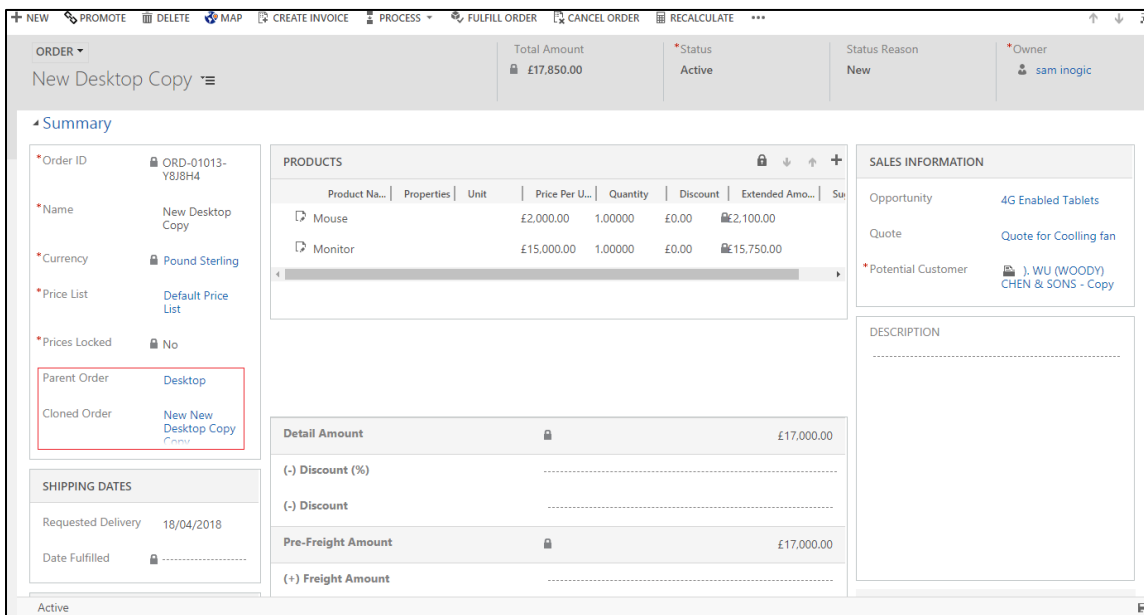 NEW PROMOTE DELETE MAP CREATE INVOICE PROCESS FULFILL ORDER CANCEL ORDER RECALCULATE •••
ORDER
New Desktop Copy
Total Amount
£17,850.00
*Status
Active
Status Reason
New
*Owner
sam inogic
Summary
*Order ID
ORD-01013-
Y8J8H4
*Name
New Desktop
Copy
*Currency
Pound Sterling
*Price List
Default Price
List
*Prices Locked
No
Parent Order
Desktop
Cloned Order
New New
Desktop Copy
Copy
SHIPPING DATES
Requested Delivery
18/04/2018
Date Fulfilled
PRODUCTS
Product Na... Properties Unit Price Per U... Quantity Discount Extended Amo...
Mouse £2,000.00 1.00000 £0.00 £2,100.00
Monitor £15,000.00 1.00000 £0.00 £15,750.00
Detail Amount £17,000.00
(-) Discount (%)
(-) Discount
Pre-Freight Amount £17,000.00
(+) Freight Amount
SALES INFORMATION
Opportunity
4G Enabled Tablets
Quote
Quote for Coolling fan
*Potential Customer
). WU (WOODY)
CHEN & SONS - Copy
DESCRIPTION
Active